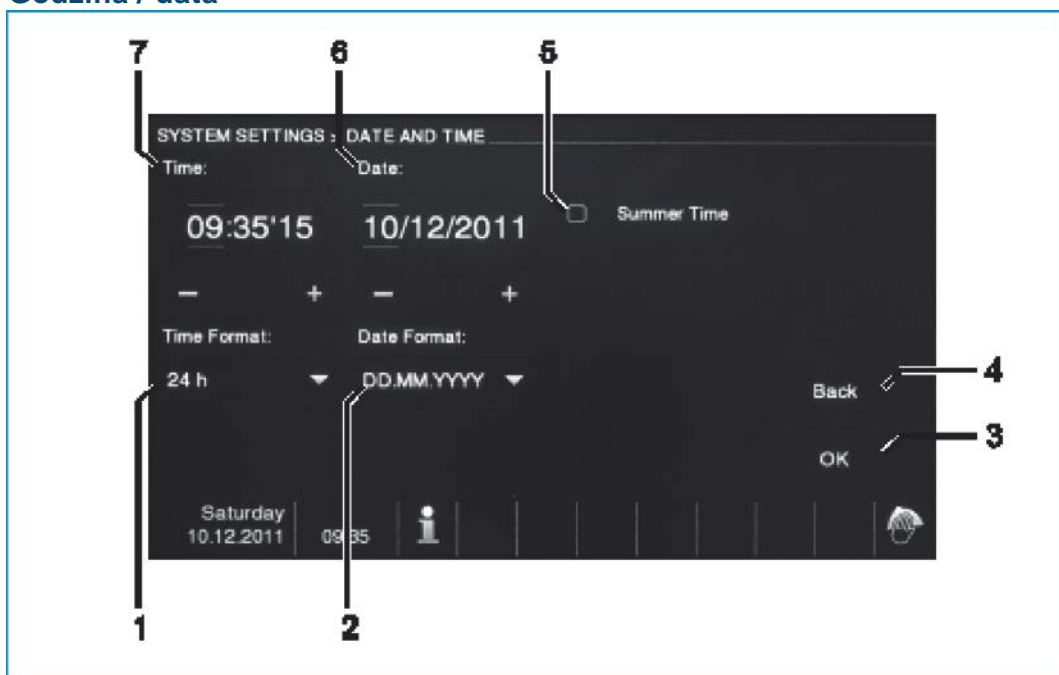 Godzina / data
7 6 5
SYSTEM SETTINGS : DATE AND TIME
Time: Date:
Summer Time
09:35'15 10/12/2011
– + – +
Time Format: Date Format:
24 h DD.MM.YYYY
Back 4
OK 3
Saturday
10.12.2011 09:35
1 2